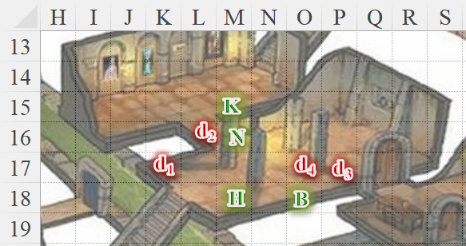 H I J K L M N O P Q R S
13
14
15 K
16 d₂ N
17 d₁ d₄ d₃
18 H B
19